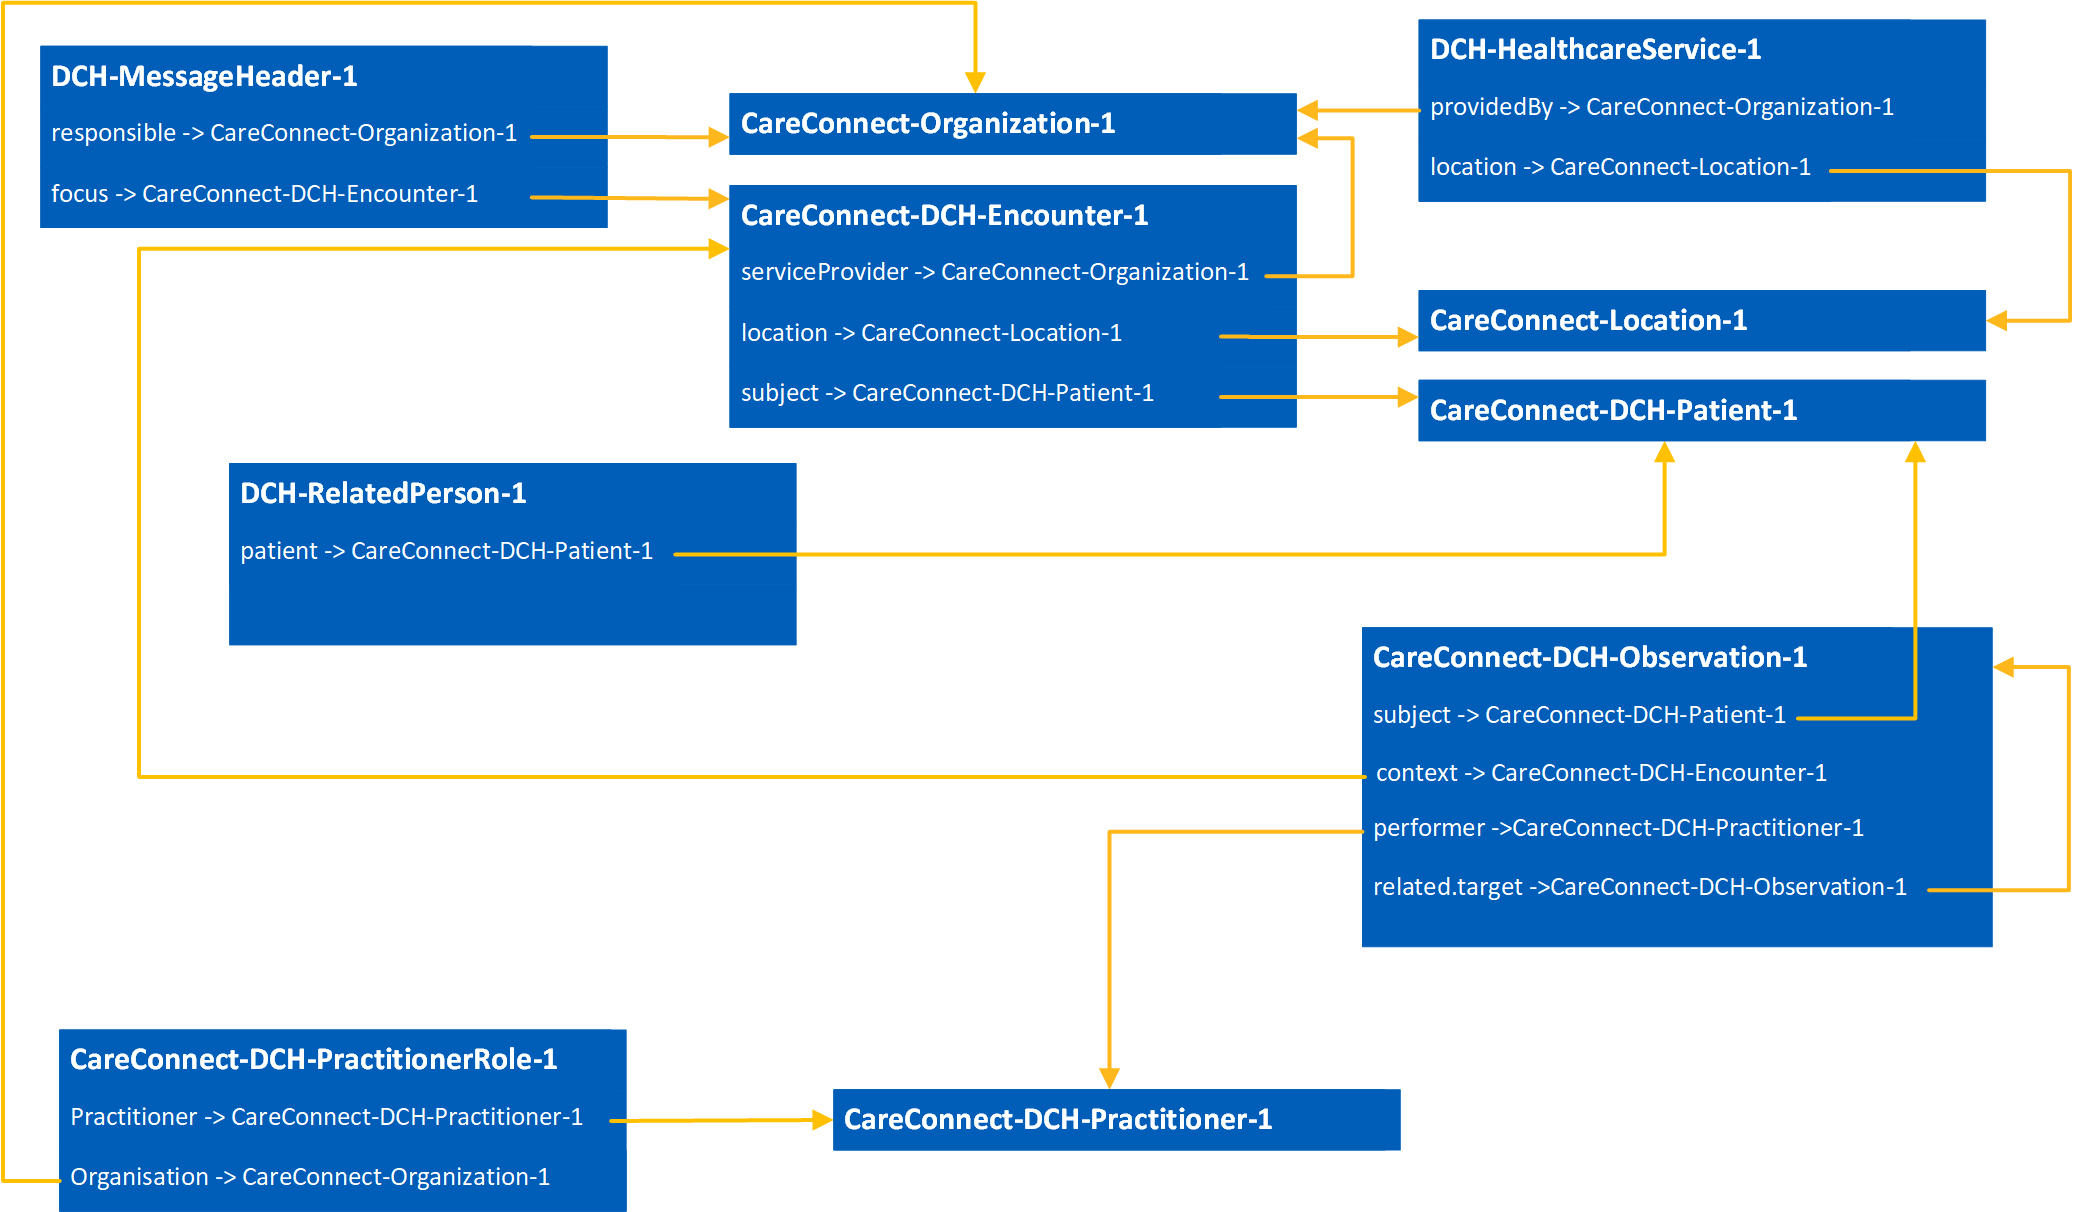 DCH-MessageHeader-1
responsible -> CareConnect-Organization-1
focus -> CareConnect-DCH-Encounter-1
CareConnect-Organization-1
DCH-HealthcareService-1
providedBy -> CareConnect-Organization-1
location -> CareConnect-Location-1
CareConnect-DCH-Encounter-1
serviceProvider -> CareConnect-Organization-1
location -> CareConnect-Location-1
subject -> CareConnect-DCH-Patient-1
CareConnect-Location-1
CareConnect-DCH-Patient-1
DCH-RelatedPerson-1
patient -> CareConnect-DCH-Patient-1
CareConnect-DCH-Observation-1
subject -> CareConnect-DCH-Patient-1
context -> CareConnect-DCH-Encounter-1
performer ->CareConnect-DCH-Practitioner-1
related.target ->CareConnect-DCH-Observation-1
CareConnect-DCH-PractitionerRole-1
Practitioner -> CareConnect-DCH-Practitioner-1
Organisation -> CareConnect-Organization-1
CareConnect-DCH-Practitioner-1